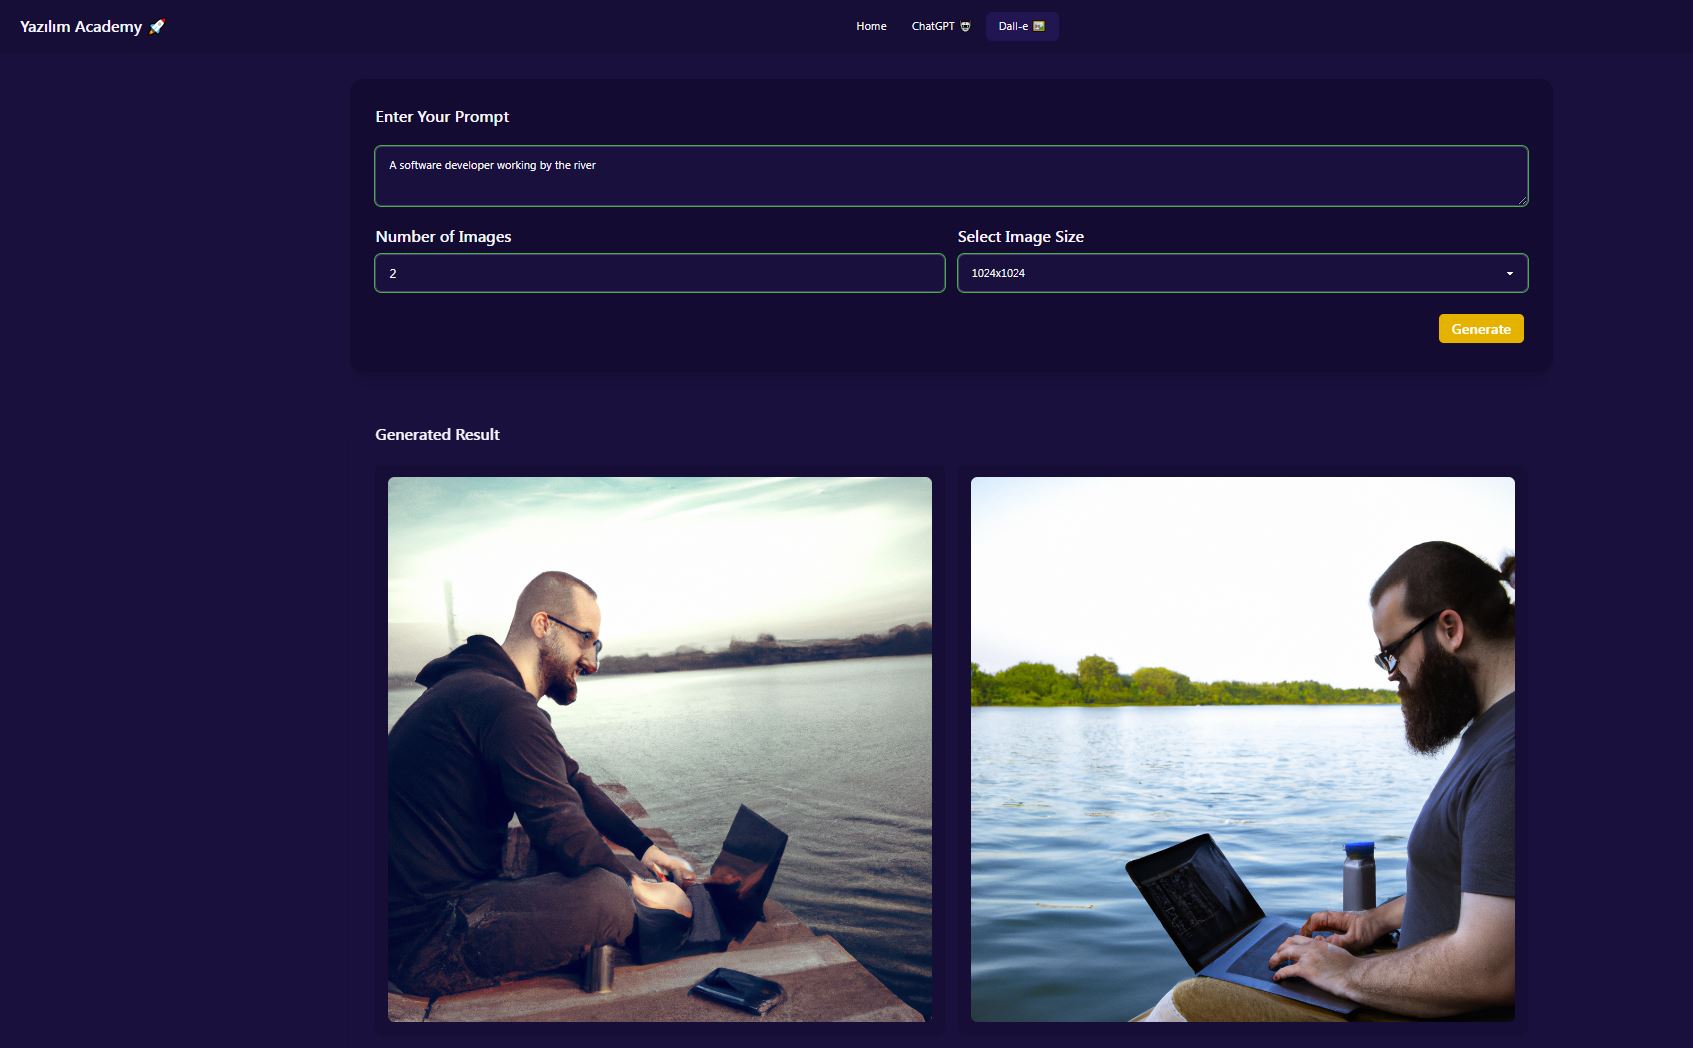 Yazılım Academy 🚀
Home
ChatGPT
Dall-e
Enter Your Prompt
A software developer working by the river
Number of Images
Select Image Size
2
1024x1024
Generate
Generated Result